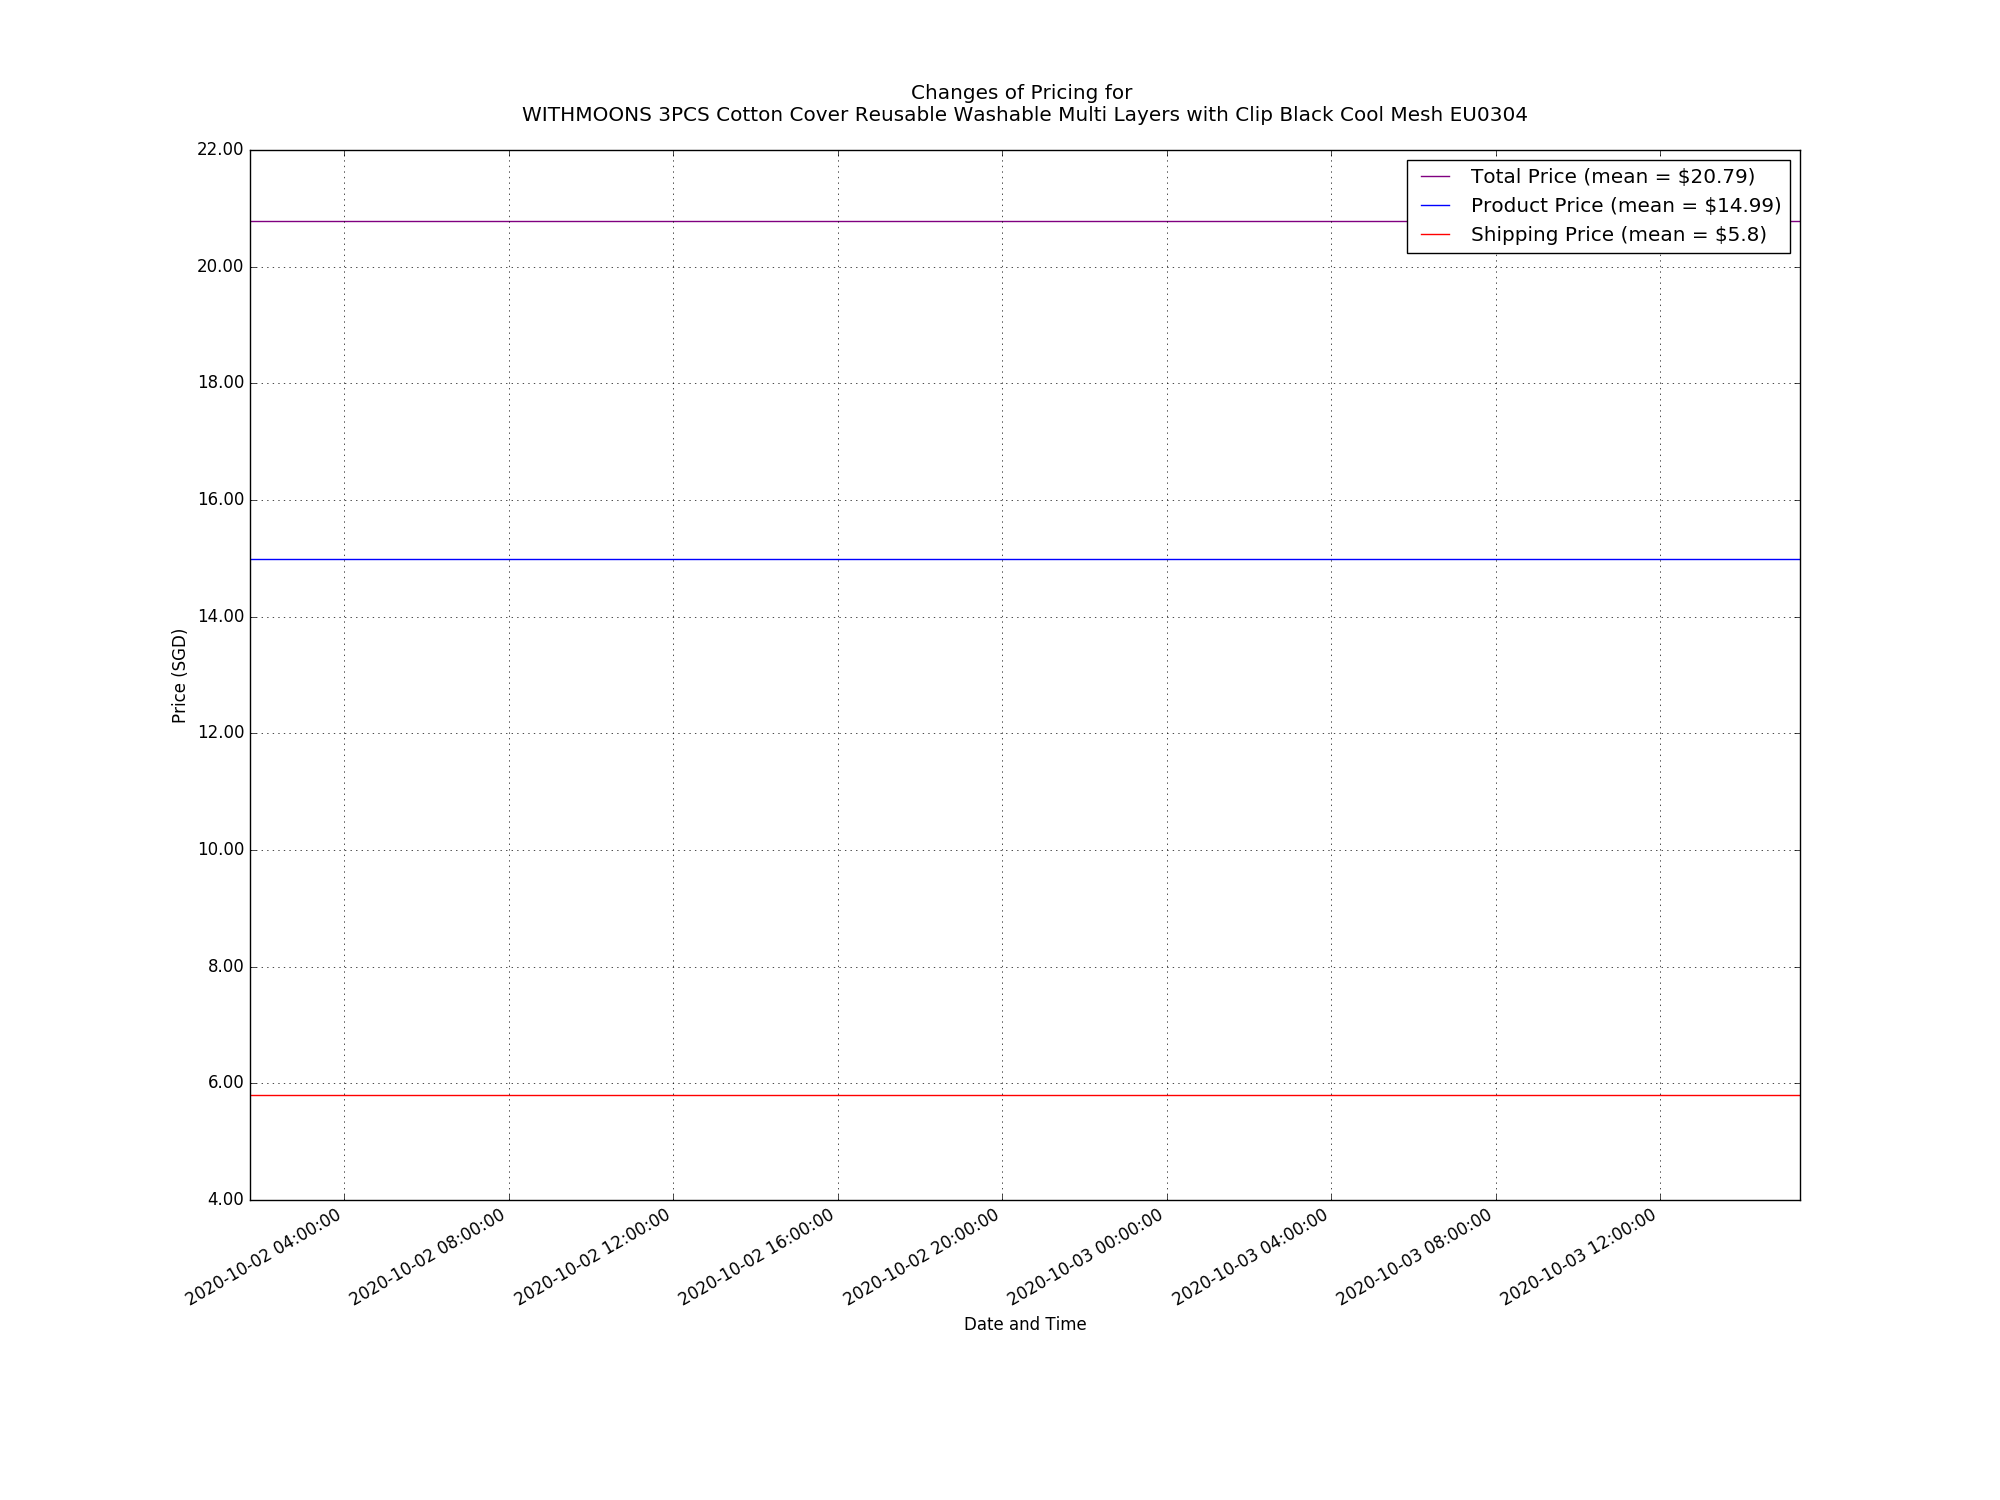 Changes of Pricing for
WITHMOONS 3PCS Cotton Cover Reusable Washable Multi Layers with Clip Black Cool Mesh EU0304
Total Price (mean = $20.79)
Product Price (mean = $14.99)
Shipping Price (mean = $5.8)
22.00
20.00
18.00
16.00
14.00
12.00
10.00
8.00
6.00
4.00
Price (SGD)
2020-10-02 04:00:00
2020-10-02 08:00:00
2020-10-02 12:00:00
2020-10-02 16:00:00
2020-10-02 20:00:00
2020-10-03 00:00:00
2020-10-03 04:00:00
2020-10-03 08:00:00
2020-10-03 12:00:00
Date and Time